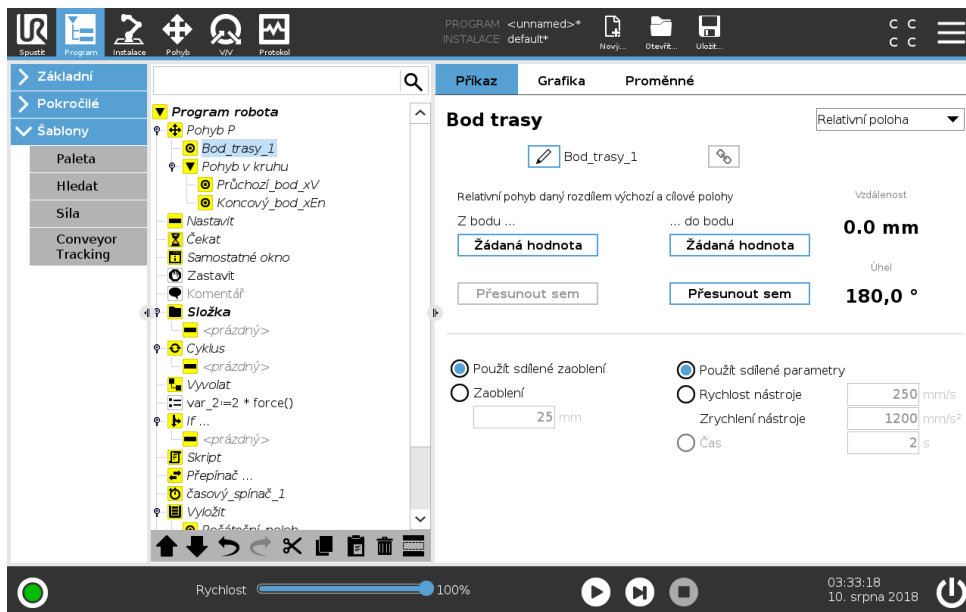 PROGRAM <unnamed>*
INSTALACE default*
Spustit
Program
Instalace
Pohyb
V/V
Protokol
Nový...
Otevřít...
Uložit...
C C
C C
Základní
Pokročilé
Šablony
Paleta
Hledat
Síla
Conveyor
Tracking
Program robota
Pohyb P
Bod_trasy_1
Pohyb v kruhu
Průchozí_bod_xV
Koncový_bod_xEn
Nastavit
Čekat
Samostatné okno
Zastavit
Komentář
Složka
<prázdný>
Cyklus
<prázdný>
Vyvolat
var_2:=2 * force()
If ...
<prázdný>
Skript
Přepínač ...
časový_spínač_1
Vyložit
Počáteční_poloh
Příkaz
Grafika
Proměnné
Bod trasy
Relativní poloha
Bod_trasy_1
Relativní pohyb daný rozdílem výchozí a cílové polohy
Vzdálenost
Z bodu ...
... do bodu
0.0 mm
Žádaná hodnota
Žádaná hodnota
Úhel
Přesunout sem
Přesunout sem
180,0 °
Použít sdílené zaoblení
Zaoblení
25 mm
Použít sdílené parametry
Rychlost nástroje 250 mm/s
Zrychlení nástroje 1200 mm/s²
Čas 2 s
Rychlost
100%
03:33:18
10. srpna 2018